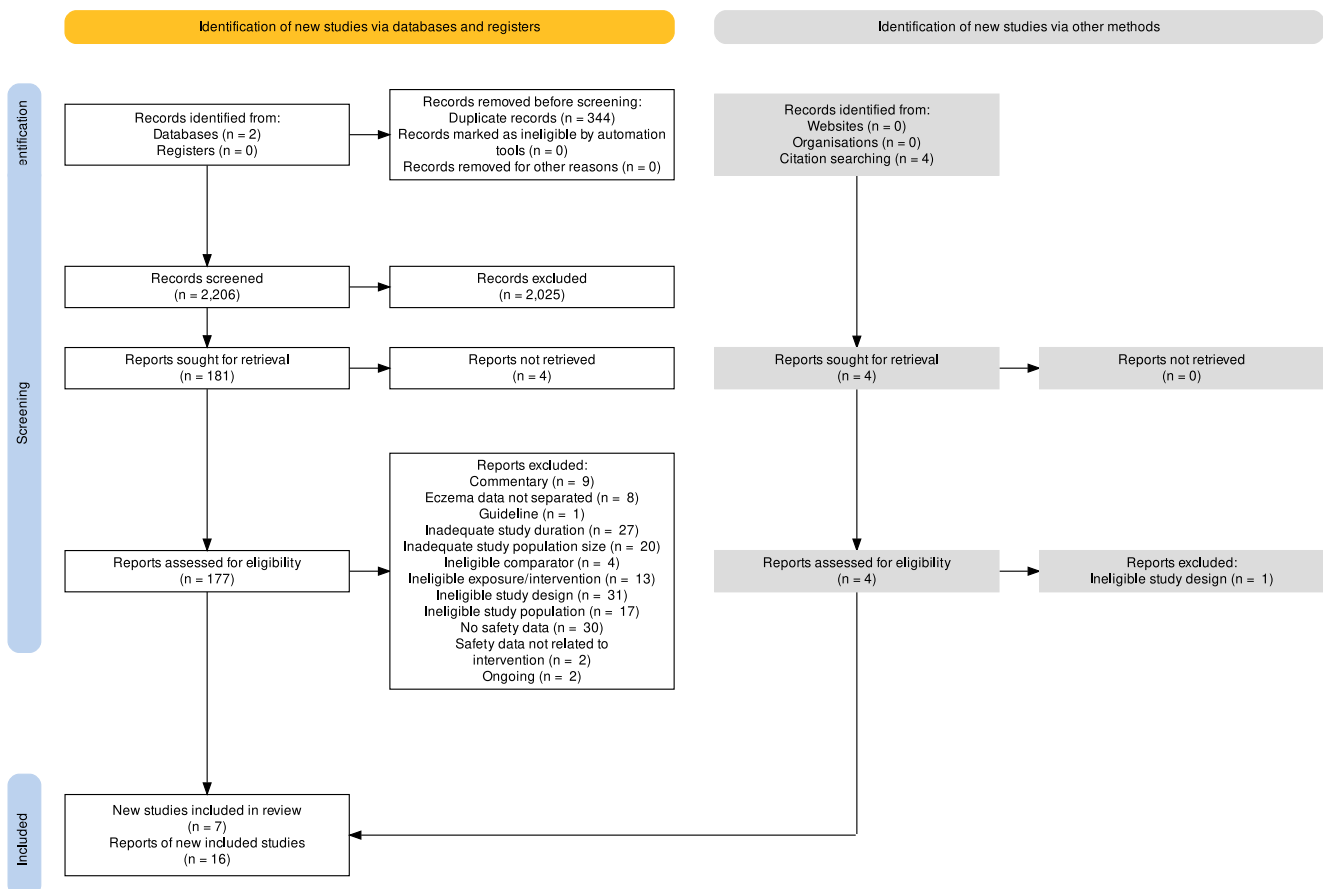 Identification of new studies via databases and registers
Identification of new studies via other methods
entification
Records identified from:
Databases (n = 2)
Registers (n = 0)
Records removed before screening:
Duplicate records (n = 344)
Records marked as ineligible by automation
tools (n = 0)
Records removed for other reasons (n = 0)
Records identified from:
Websites (n = 0)
Organisations (n = 0)
Citation searching (n = 4)
Screening
Records screened
(n = 2,206)
Records excluded
(n = 2,025)
Reports sought for retrieval
(n = 181)
Reports not retrieved
(n = 4)
Reports sought for retrieval
(n = 4)
Reports not retrieved
(n = 0)
Reports assessed for eligibility
(n = 177)
Reports excluded:
Commentary (n = 9)
Eczema data not separated (n = 8)
Guideline (n = 1)
Inadequate study duration (n = 27)
Inadequate study population size (n = 20)
Ineligible comparator (n = 4)
Ineligible exposure/intervention (n = 13)
Ineligible study design (n = 31)
Ineligible study population (n = 17)
No safety data (n = 30)
Safety data not related to
intervention (n = 2)
Ongoing (n = 2)
Reports assessed for eligibility
(n = 4)
Reports excluded:
Ineligible study design (n = 1)
Included
New studies included in review
(n = 7)
Reports of new included studies
(n = 16)